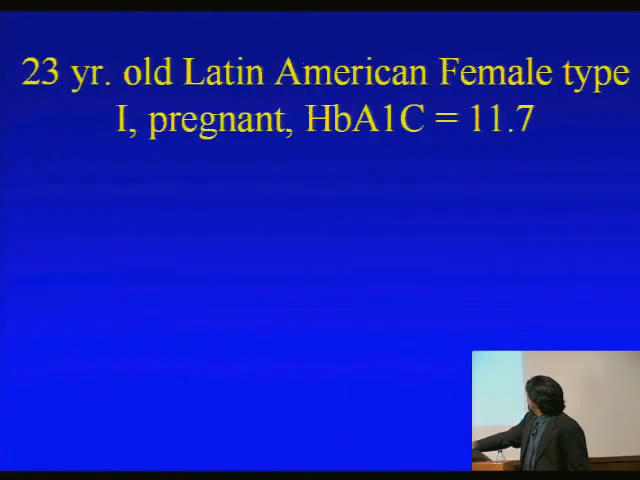 23 yr. old Latin American Female type
I, pregnant, HbA1C = 11.7